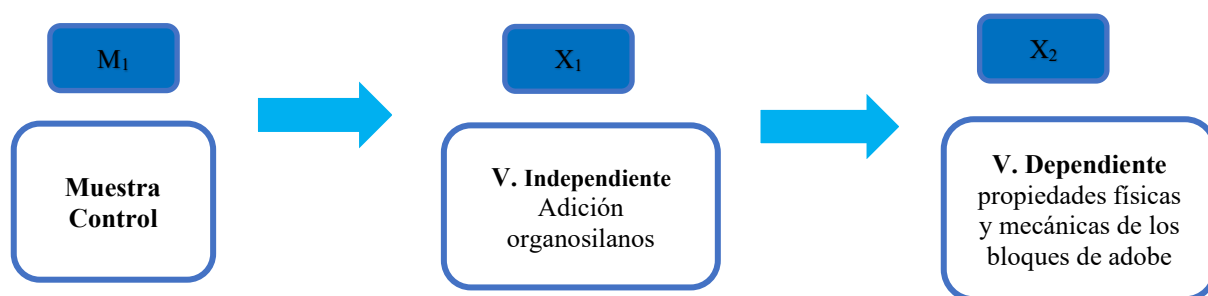 M₁
Muestra
Control
X₁
V. Independiente
Adición
organosilanos
X₂
V. Dependiente
propiedades físicas
y mecánicas de los
bloques de adobe